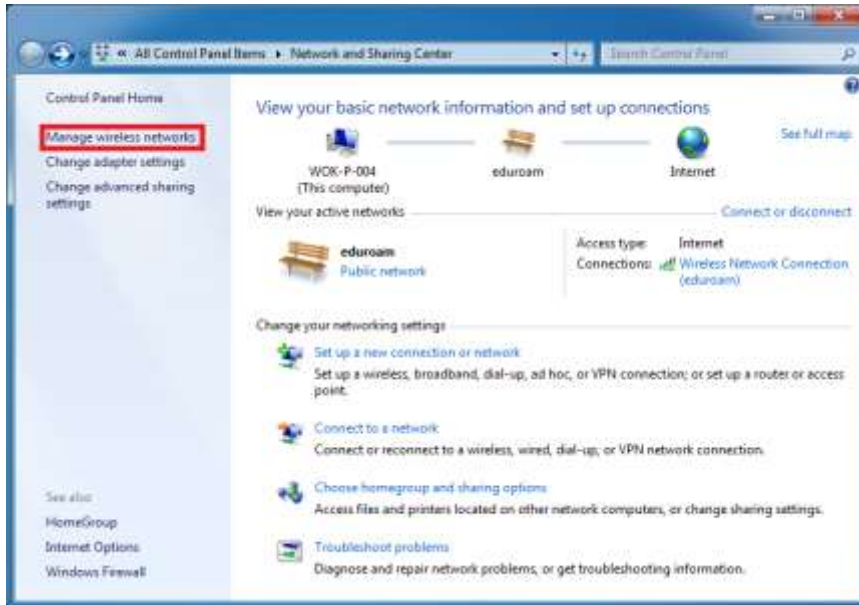 « All Control Panel Items ▸ Network and Sharing Center
Search Control Panel
Control Panel Home
Manage wireless networks
Change adapter settings
Change advanced sharing
settings
View your basic network information and set up connections
See full map
WOK-P-004
(This computer)
eduroam
Internet
View your active networks
Connect or disconnect
eduroam
Public network
Access type: Internet
Connections: Wireless Network Connection
(eduroam)
Change your networking settings
Set up a new connection or network
Set up a wireless, broadband, dial-up, ad hoc, or VPN connection; or set up a router or access
point.
Connect to a network
Connect or reconnect to a wireless, wired, dial-up, or VPN network connection.
Choose homegroup and sharing options
Access files and printers located on other network computers, or change sharing settings.
Troubleshoot problems
Diagnose and repair network problems, or get troubleshooting information.
See also
HomeGroup
Internet Options
Windows Firewall